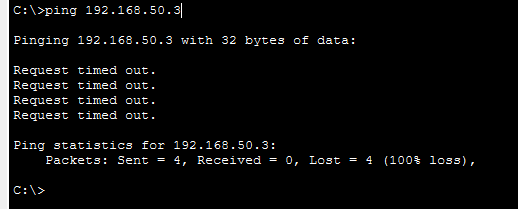 C:\>ping 192.168.50.3
Pinging 192.168.50.3 with 32 bytes of data:
Request timed out.
Request timed out.
Request timed out.
Request timed out.
Ping statistics for 192.168.50.3:
    Packets: Sent = 4, Received = 0, Lost = 4 (100% loss),
C:\>